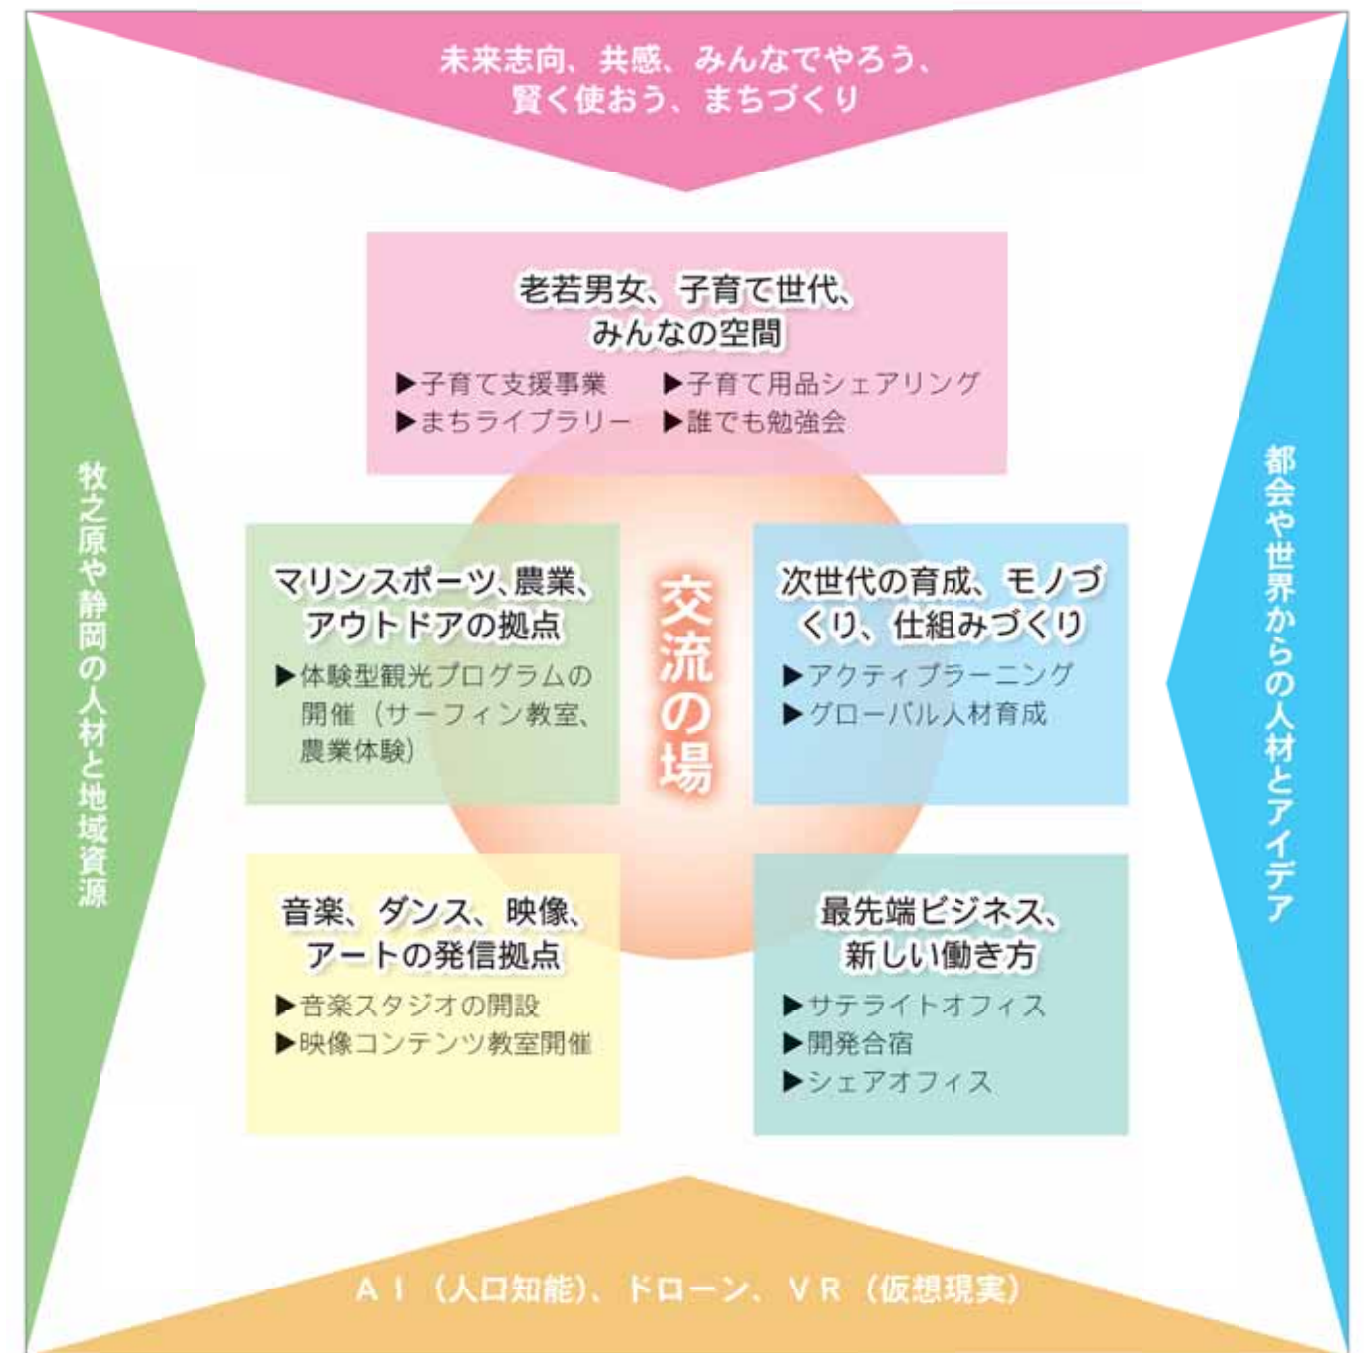 未来志向、共感、みんなでやろう、
賢く使おう、まちづくり
牧之原や静岡の人材と地域資源
老若男女、子育て世代、
みんなの空間
▶子育て支援事業 ▶子育て用品シェアリング
▶まちライブラリー ▶誰でも勉強会
マリンスポーツ、農業、
アウトドアの拠点
▶体験型観光プログラムの
開催（サーフィン教室、
農業体験）
交流の場
次世代の育成、モノづ
くり、仕組みづくり
▶アクティブラーニング
▶グローバル人材育成
音楽、ダンス、映像、
アートの発信拠点
▶音楽スタジオの開設
▶映像コンテンツ教室開催
最先端ビジネス、
新しい働き方
▶サテライトオフィス
▶開発合宿
▶シェアオフィス
都会や世界からの人材とアイデア
ＡＩ（人口知能）、ドローン、ＶＲ（仮想現実）